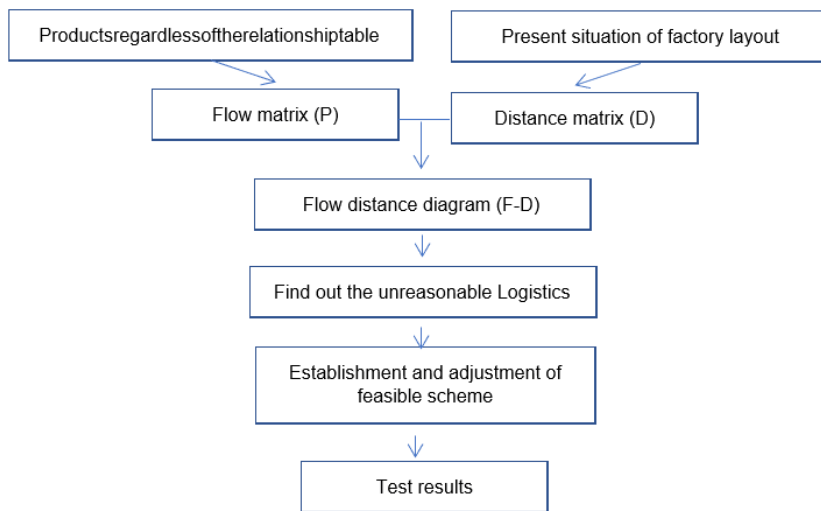 Productsregardlessoftherelationshiptable
Present situation of factory layout
Flow matrix (P)
Distance matrix (D)
Flow distance diagram (F-D)
Find out the unreasonable Logistics
Establishment and adjustment of
feasible scheme
Test results